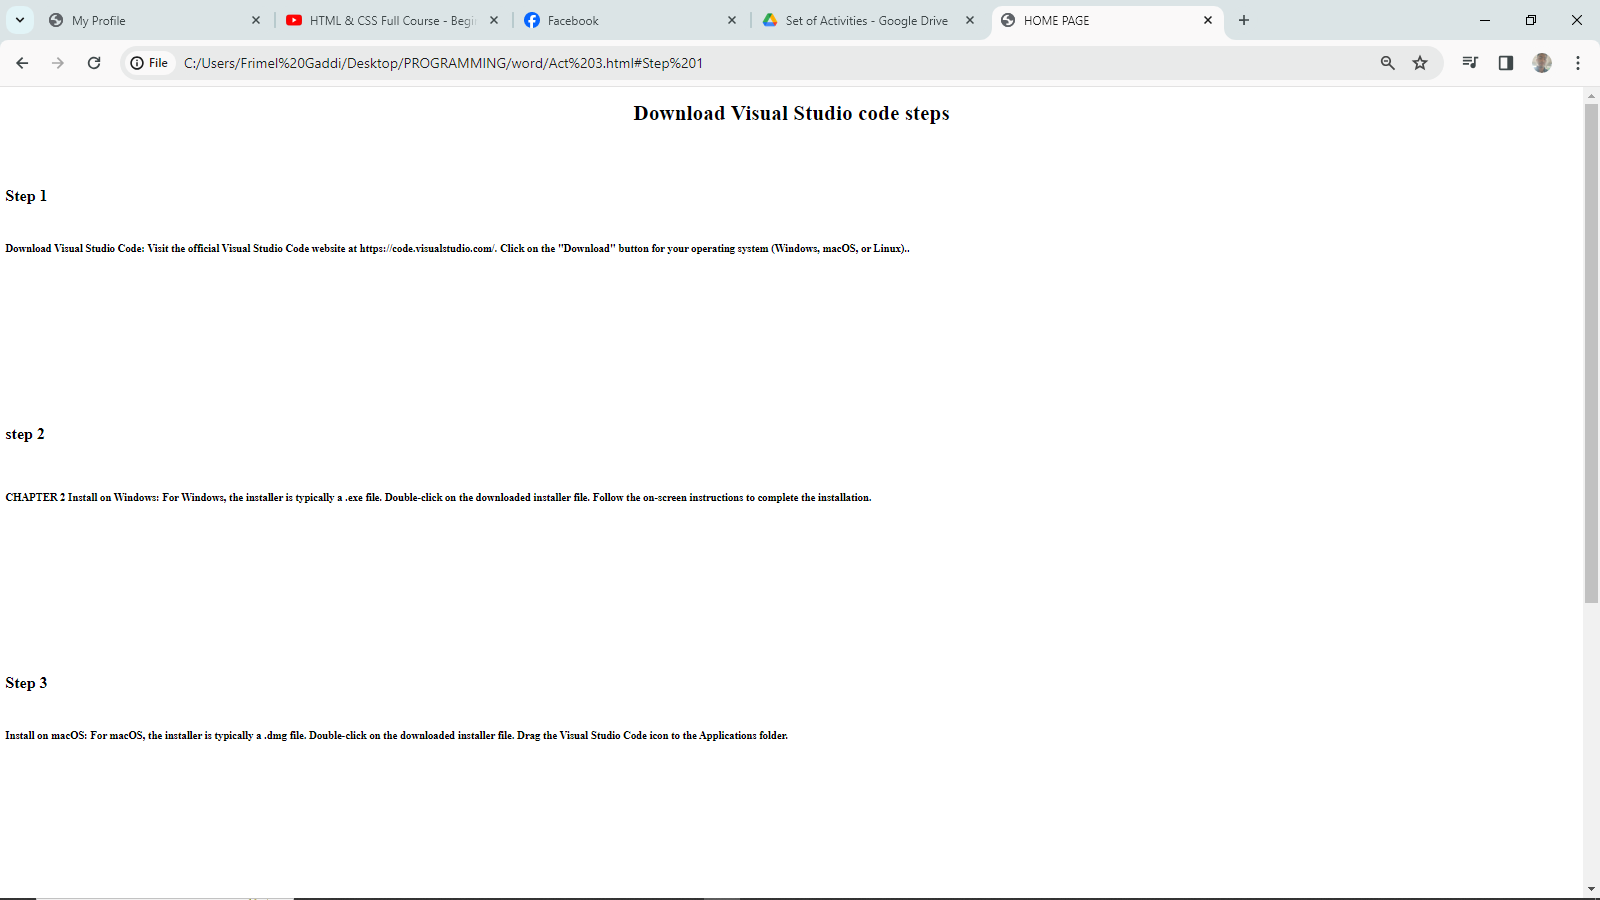 My Profile
HTML & CSS Full Course - Begi
Facebook
Set of Activities - Google Drive
HOME PAGE
File
C:/Users/Frimel%20Gaddi/Desktop/PROGRAMMING/word/Act%203.html#Step%201
Download Visual Studio code steps
Step 1
Download Visual Studio Code: Visit the official Visual Studio Code website at https://code.visualstudio.com/. Click on the "Download" button for your operating system (Windows, macOS, or Linux)..
step 2
CHAPTER 2 Install on Windows: For Windows, the installer is typically a .exe file. Double-click on the downloaded installer file. Follow the on-screen instructions to complete the installation.
Step 3
Install on macOS: For macOS, the installer is typically a .dmg file. Double-click on the downloaded installer file. Drag the Visual Studio Code icon to the Applications folder.